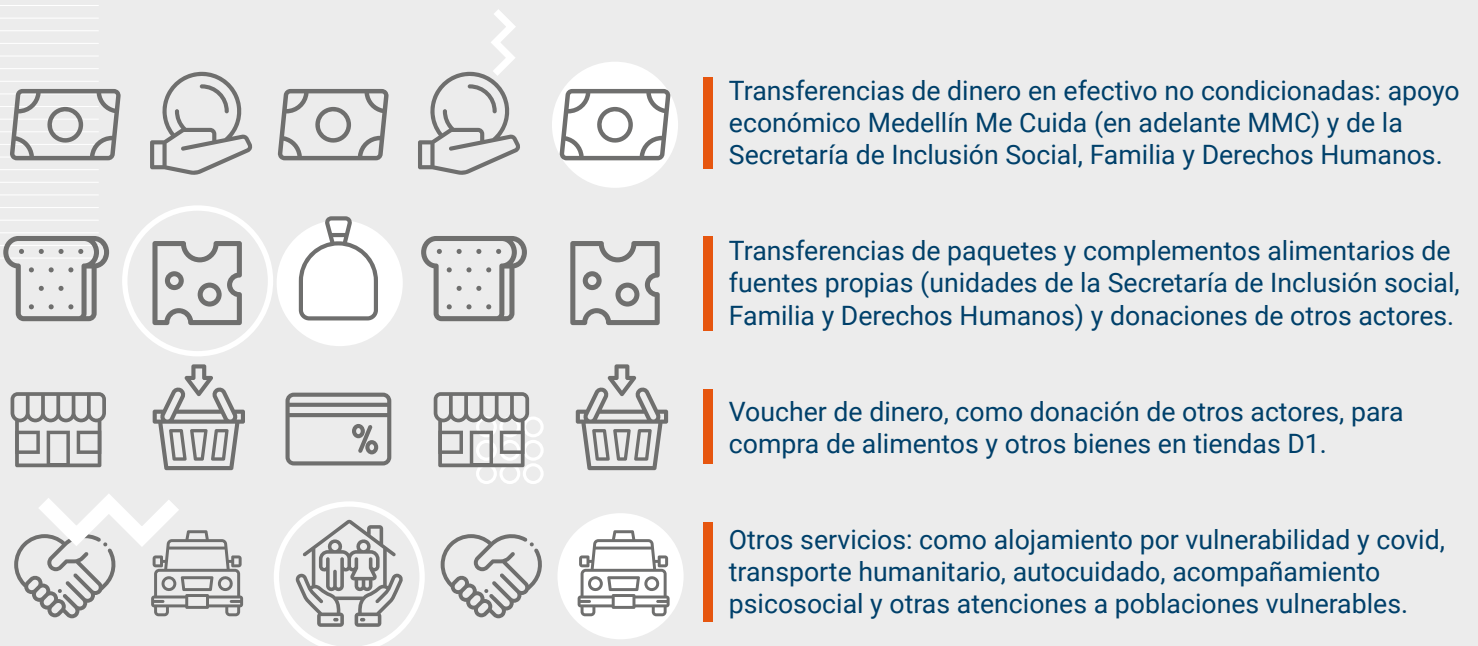 Transferencias de dinero en efectivo no condicionadas: apoyo
económico Medellín Me Cuida (en adelante MMC) y de la
Secretaría de Inclusión Social, Familia y Derechos Humanos.
Transferencias de paquetes y complementos alimentarios de
fuentes propias (unidades de la Secretaría de Inclusión social,
Familia y Derechos Humanos) y donaciones de otros actores.
%
Voucher de dinero, como donación de otros actores, para
compra de alimentos y otros bienes en tiendas D1.
Otros servicios: como alojamiento por vulnerabilidad y covid,
transporte humanitario, autocuidado, acompañamiento
psicosocial y otras atenciones a poblaciones vulnerables.